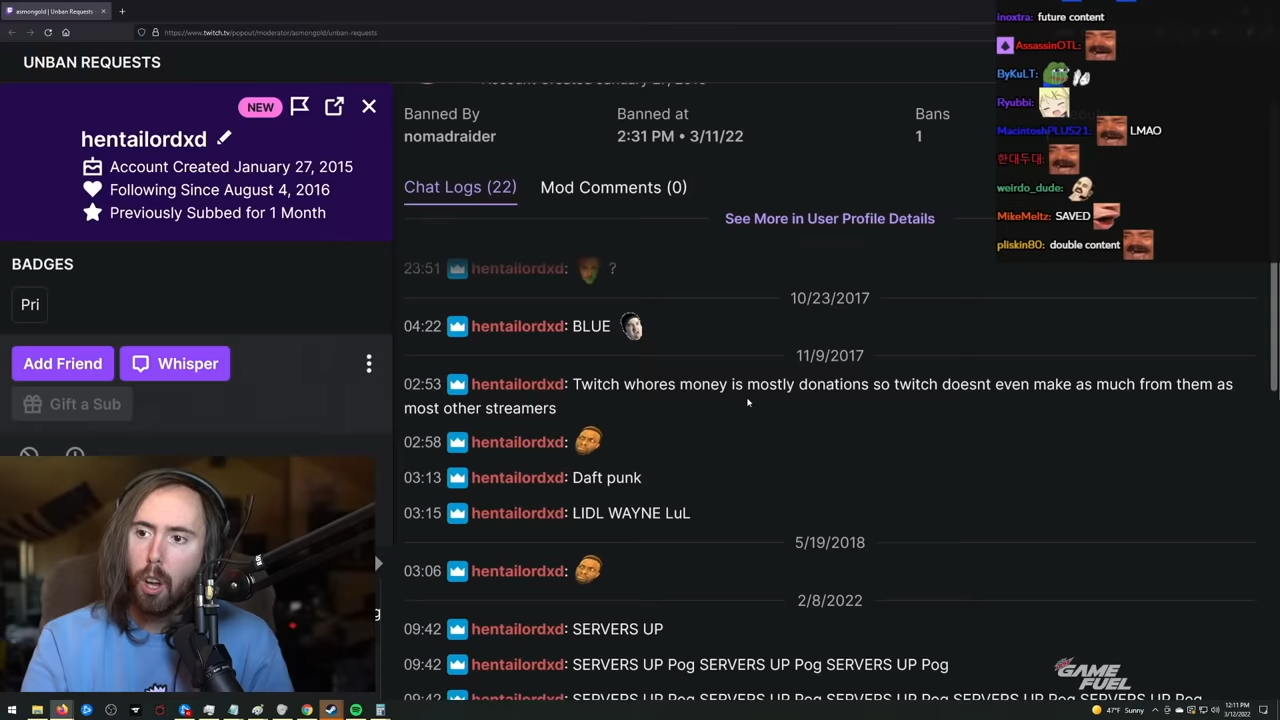 asmongold | Unban Requests
https://www.twitch.tv/popout/moderator/asmongold/unban-requests
UNBAN REQUESTS
NEW
hentailordxd
Account Created January 27, 2015
Following Since August 4, 2016
Previously Subbed for 1 Month
BADGES
Pri
Add Friend
Whisper
Gift a Sub
Banned By
Banned at
Bans
nomadraider
2:31 PM • 3/11/22
1
Chat Logs (22)
Mod Comments (0)
See More in User Profile Details
23:51 hentailordxd: ?
10/23/2017
04:22 hentailordxd: BLUE
11/9/2017
02:53 hentailordxd: Twitch whores money is mostly donations so twitch doesnt even make as much from them as
most other streamers
02:58 hentailordxd:
03:13 hentailordxd: Daft punk
03:15 hentailordxd: LIDL WAYNE LuL
5/19/2018
03:06 hentailordxd:
2/8/2022
09:42 hentailordxd: SERVERS UP
09:42 hentailordxd: SERVERS UP Pog SERVERS UP Pog SERVERS UP Pog
09:42 hentailordxd: SERVERS UP Pog SERVERS UP Pog SERVERS UP Pog SERVERS UP Pog
inoxtra: future content
AssassinOTL:
ByKuLT:
Ryubbi:
MacintoshPLUS21: LMAO
한대두대:
weirdo_dude:
MikeMeltz: SAVED
pliskin80: double content
GAME
FUEL
47°F Sunny
12:11 PM
3/12/2022